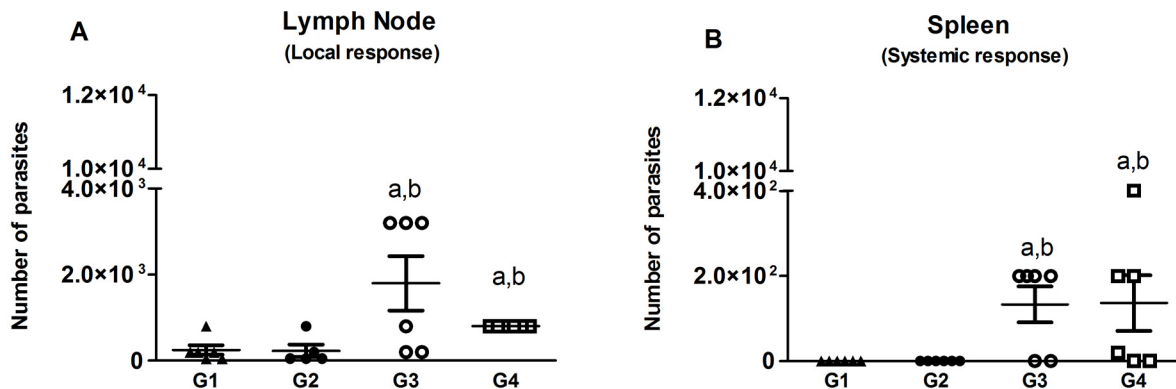 A
Lymph Node
(Local response)
Number of parasites
1.2×10⁴
1.0×10⁴
4.0×10³
2.0×10³
0
a,b
a,b
G1 G2 G3 G4
B
Spleen
(Systemic response)
Number of parasites
1.2×10⁴
1.0×10⁴
4.0×10²
2.0×10²
0
a,b
a,b
G1 G2 G3 G4